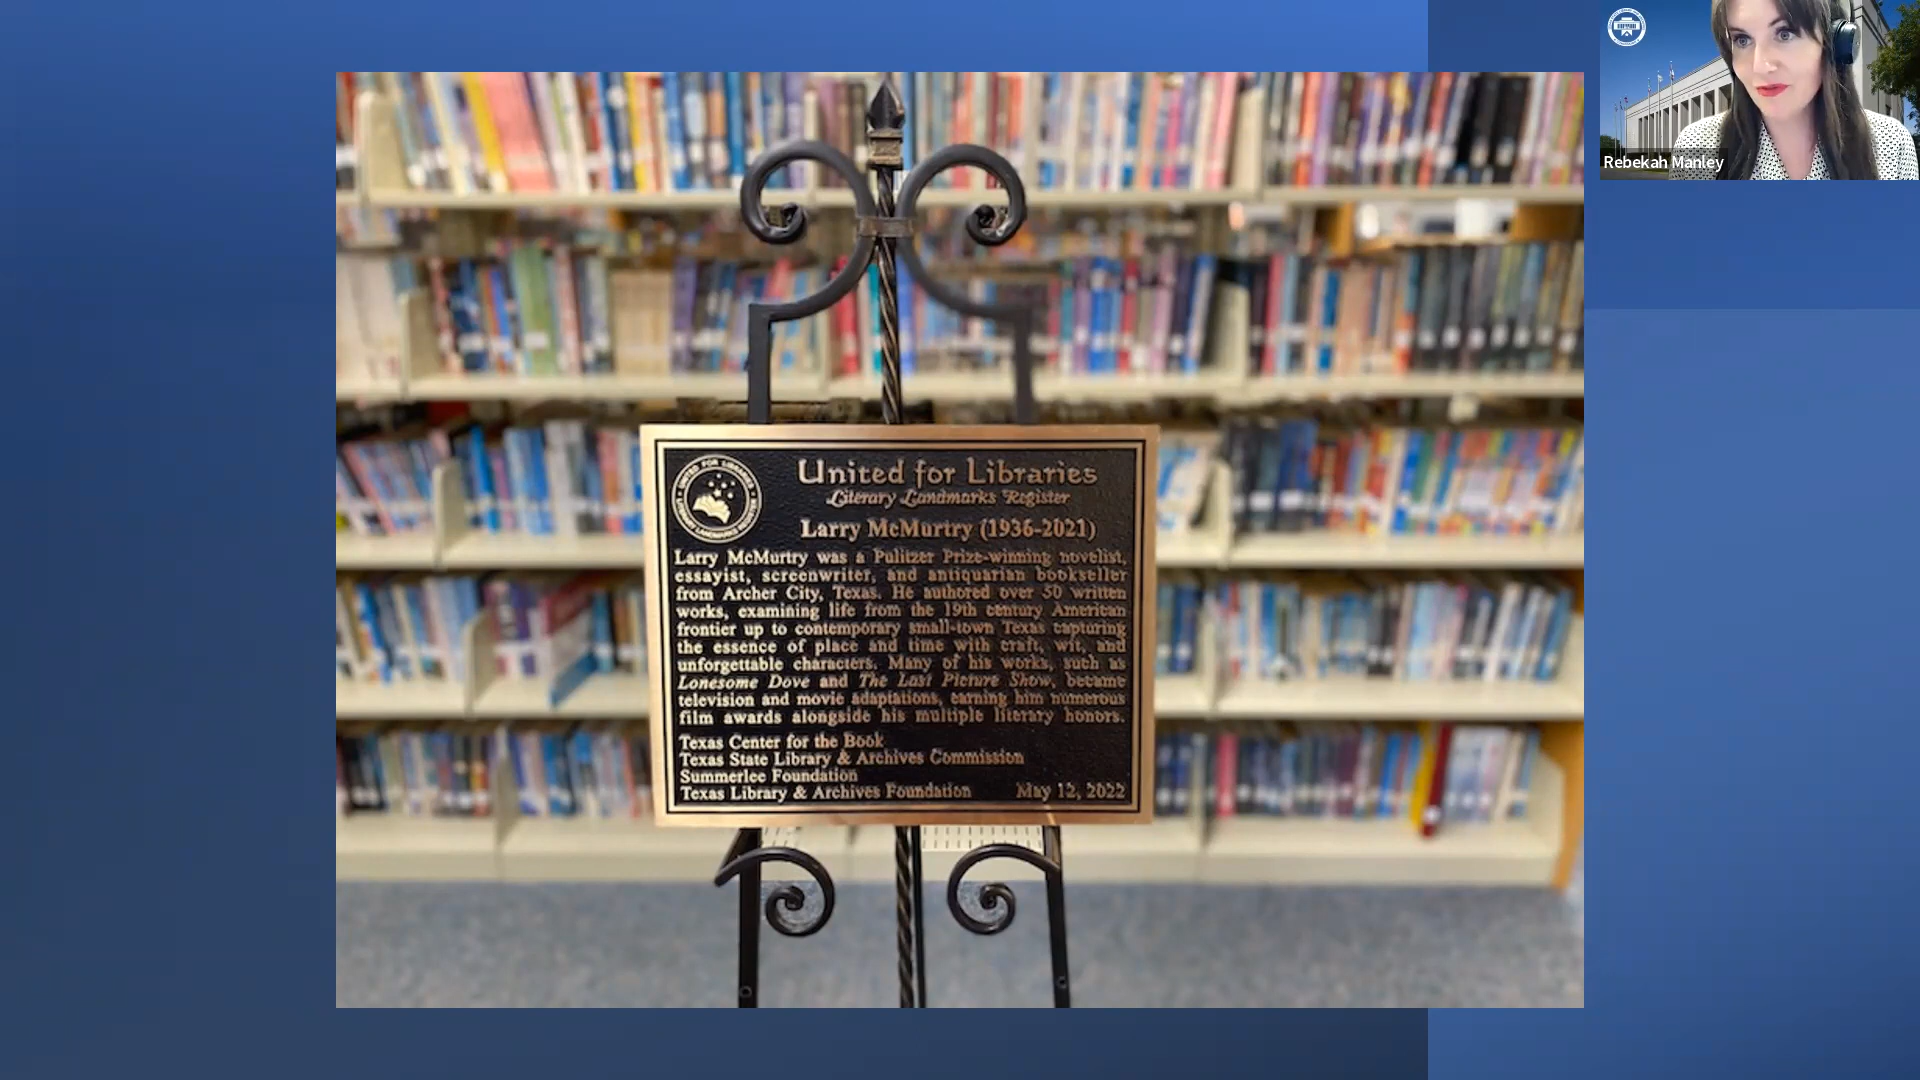 Rebekah Manley
United for Libraries
Literary Landmarks Register
Larry McMurtry (1936-2021)
Larry McMurtry was a Pulitzer Prize-winning novelist,
essayist, screenwriter, and antiquarian bookseller
from Archer City, Texas. He authored over 50 written
works, examining life from the 19th century American
frontier up to contemporary small-town Texas capturing
the essence of place and time with craft, wit, and
unforgettable characters. Many of his works, such as
Lonesome Dove and The Last Picture Show, became
television and movie adaptations, earning him numerous
film awards alongside his multiple literary honors.
Texas Center for the Book
Texas State Library & Archives Commission
Summerlee Foundation
Texas Library & Archives Foundation May 12, 2022